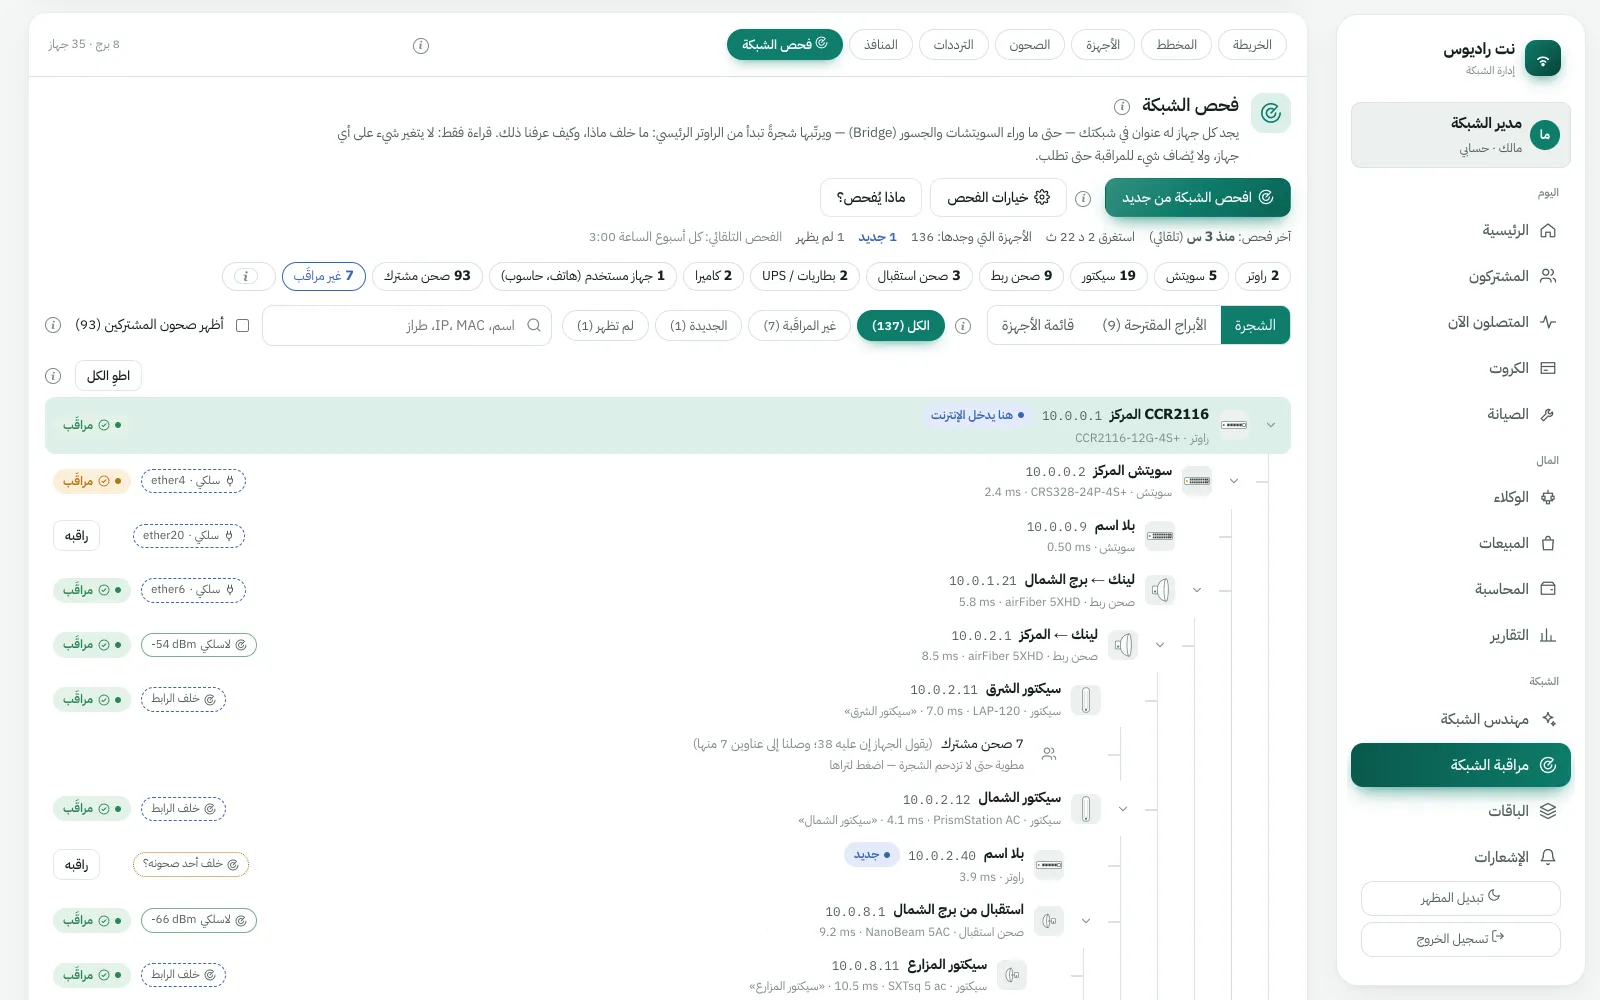 نت راديوس
إدارة الشبكة
ما
مدير الشبكة
مالك · حسابي
اليوم
الرئيسية
المشتركون
المتصلون الآن
الكروت
الصيانة
المال
الوكلاء
المبيعات
المحاسبة
التقارير
الشبكة
مهندس الشبكة
مراقبة الشبكة
الباقات
الإشعارات
تبديل المظهر
تسجيل الخروج
الخريطة المخطط الأجهزة الصحون الترددات المنافذ فحص الشبكة
8 برج · 35 جهاز
فحص الشبكة
يجد كل جهاز له عنوان في شبكتك — حتى ما وراء السويتشات والجسور (Bridge) — ويرتّبها شجرةً تبدأ من الراوتر الرئيسي: ما خلف ماذا، وكيف عرفنا ذلك. قراءة فقط: لا يتغير شيء على أي
جهاز، ولا يُضاف شيء للمراقبة حتى تطلب.
افحص الشبكة من جديد خيارات الفحص ماذا يُفحص؟
آخر فحص: منذ 3 س (تلقائي) استغرق 2 د 22 ث الأجهزة التي وجدها: 136 1 جديد 1 لم يظهر الفحص التلقائي: كل أسبوع الساعة 3:00
2 راوتر 5 سويتش 19 سيكتور 9 صحن ربط 3 صحن استقبال 2 بطاريات / UPS 2 كاميرا 1 جهاز مستخدم (هاتف، حاسوب) 93 صحن مشترك 7 غير مراقَب
الشجرة الأبراج المقترحة (9) قائمة الأجهزة الكل (137) غير المراقَبة (7) الجديدة (1) لم تظهر (1) اسم، IP، MAC، طراز أظهر صحون المشتركين (93)
اطوِ الكل
CCR2116 المركز 10.0.0.1 هنا يدخل الإنترنت مراقَب
راوتر · CCR2116-12G-4S+
سويتش المركز 10.0.0.2 سلكي · ether4 مراقَب
سويتش · CRS328-24P-4S+ · 2.4 ms
بلا اسم 10.0.0.9 سلكي · ether20 راقبه
سويتش · 0.50 ms
لينك ← برج الشمال 10.0.1.21 سلكي · ether6 مراقَب
صحن ربط · airFiber 5XHD · 5.8 ms
لينك ← المركز 10.0.2.1 لاسلكي -54 dBm مراقَب
صحن ربط · airFiber 5XHD · 8.5 ms
سيكتور الشرق 10.0.2.11 خلف الرابط مراقَب
سيكتور · LAP-120 · 7.0 ms · «سيكتور الشرق»
7 صحن مشترك (يقول الجهاز إن عليه 38؛ وصلنا إلى عناوين 7 منها)
مطوية حتى لا تزدحم الشجرة — اضغط لتراها
سيكتور الشمال 10.0.2.12 خلف الرابط مراقَب
سيكتور · PrismStation AC · 4.1 ms · «سيكتور الشمال»
بلا اسم 10.0.2.40 جديد خلف أحد صحونه؟ راقبه
راوتر · 3.9 ms
استقبال من برج الشمال 10.0.8.1 لاسلكي -66 dBm مراقَب
صحن استقبال · NanoBeam 5AC · 9.2 ms
سيكتور المزارع 10.0.8.11 خلف الرابط مراقَب
سيكتور · SXTsq 5 ac · 10.5 ms · «سيكتور المزارع»